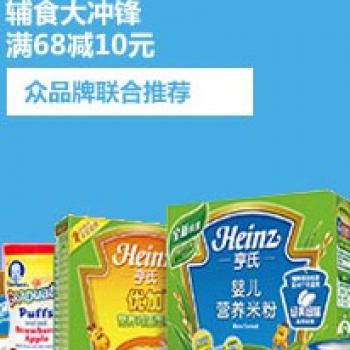 辅食大冲锋
满68减10元
众品牌联合推荐
Heinz
亨氏
优加
Heinz
亨氏
婴儿
营养米粉
Graduates
Puffs
Strawberry
Apple